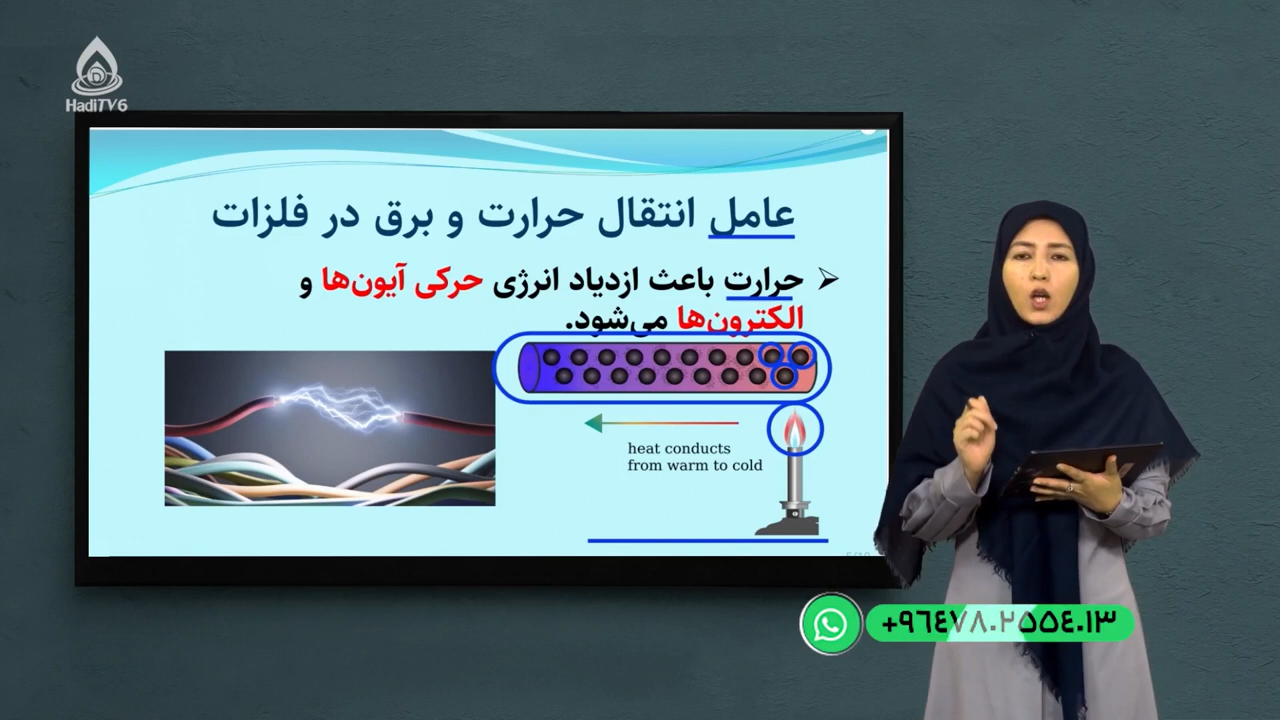 HadiTV6
عامل انتقال حرارت و برق در فلزات
حرارت باعث ازدیاد انرژی حرکی آیون‌ها و
الکترون‌ها می‌شود.
heat conducts
from warm to cold
+٩٦٤٧٨٠٢۵۵٤٠١٣